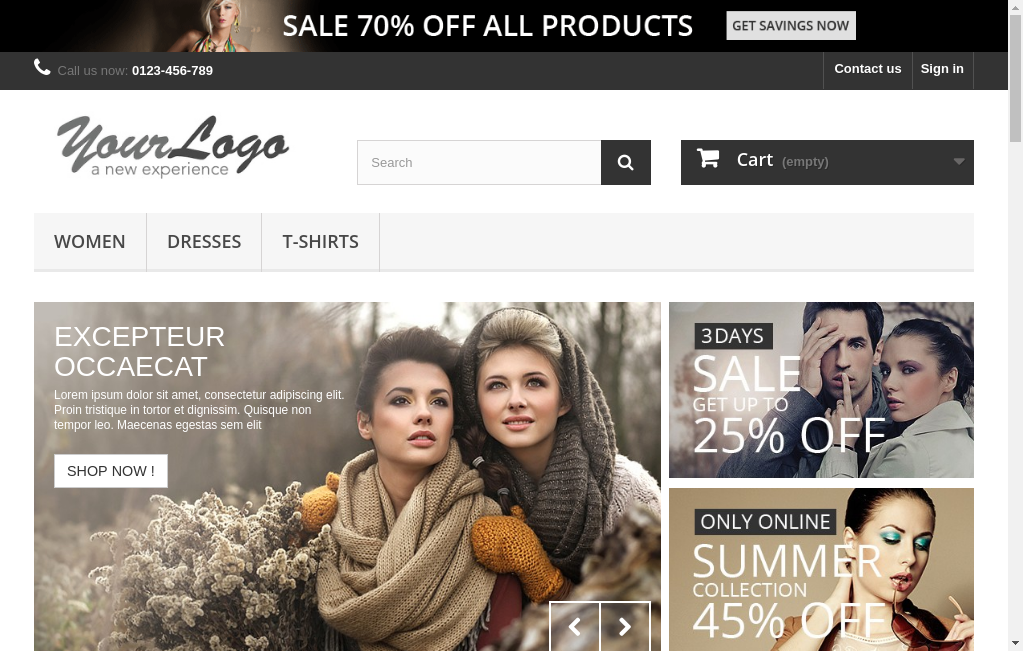 SALE 70% OFF ALL PRODUCTS
GET SAVINGS NOW
Call us now: 0123-456-789
Contact us
Sign in
YourLogo
a new experience
Search
Cart (empty)
WOMEN
DRESSES
T-SHIRTS
EXCEPTEUR
OCCAECAT
Lorem ipsum dolor sit amet, consectetur adipiscing elit.
Proin tristique in tortor et dignissim. Quisque non
tempor leo. Maecenas egestas sem elit
SHOP NOW !
3 DAYS
SALE
GET UP TO
25% OFF
ONLY ONLINE
SUMMER
COLLECTION
45% OFF